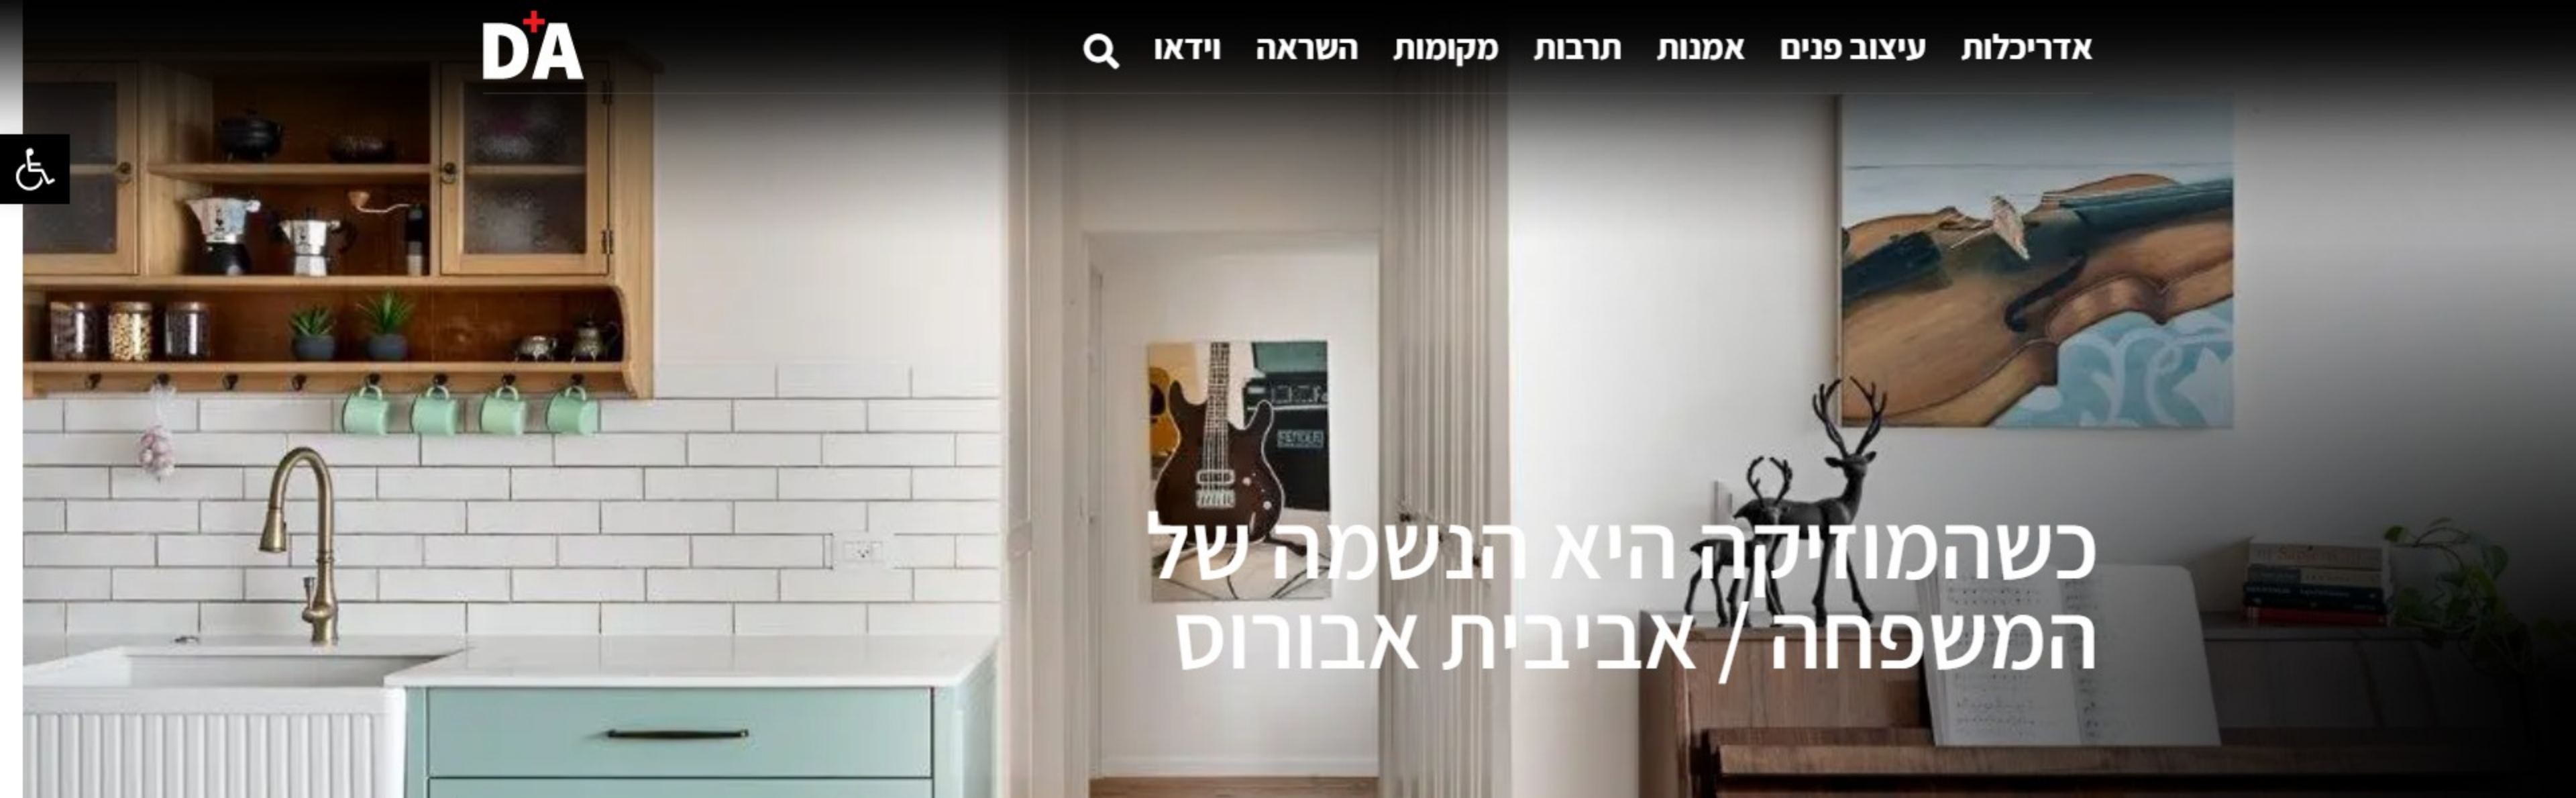 D+A
אדריכלות עיצוב פנים אמנות תרבות מקומות השראה וידאו
כשהמוזיקה היא הנשמה של
המשפחה / אביבית אבורוס